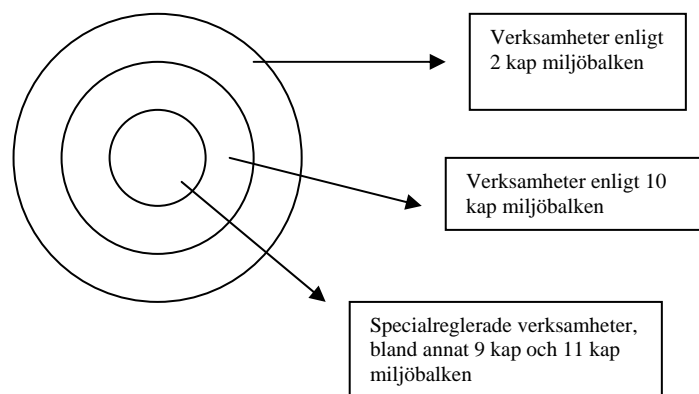 Verksamheter enligt
2 kap miljöbalken
Verksamheter enligt 10
kap miljöbalken
Specialreglerade verksamheter,
bland annat 9 kap och 11 kap
miljöbalken